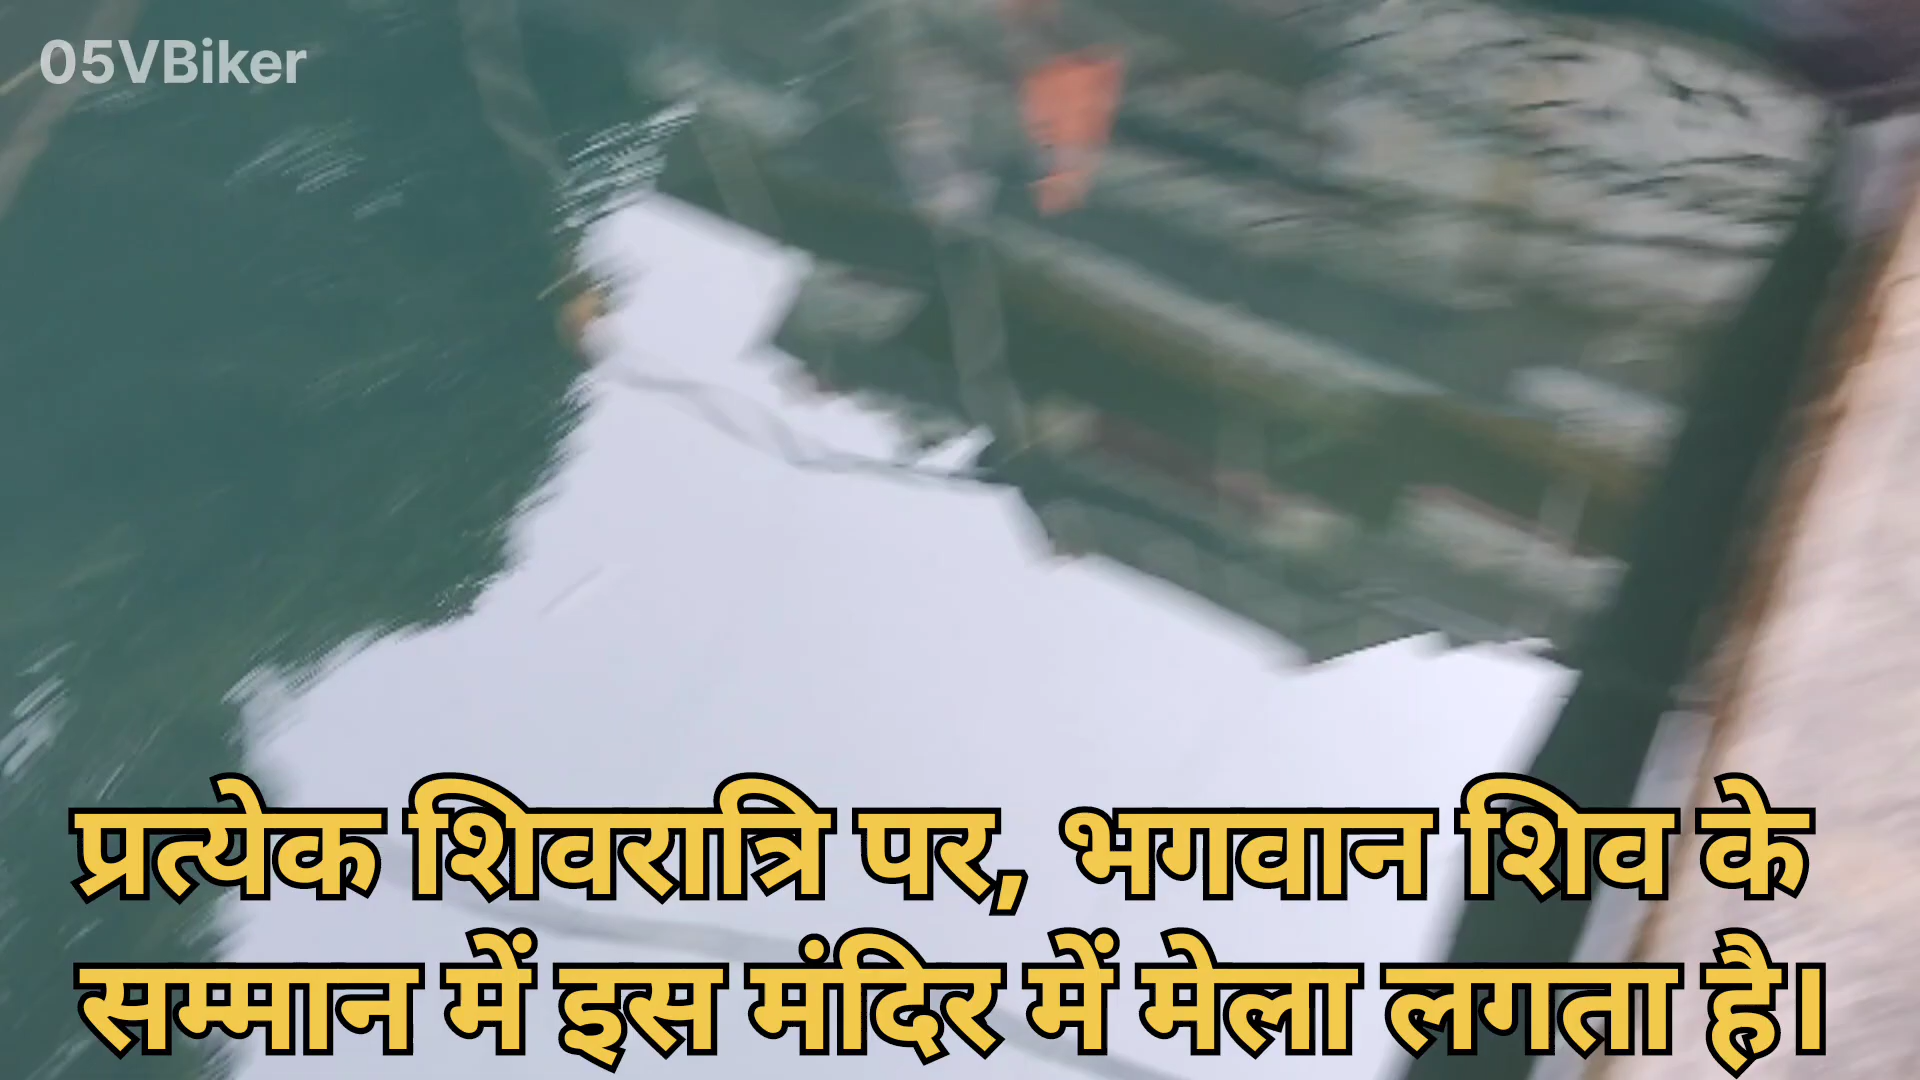 05VBiker
प्रत्येक शिवरात्रि पर, भगवान शिव के
सम्मान में इस मंदिर में मेला लगता है।